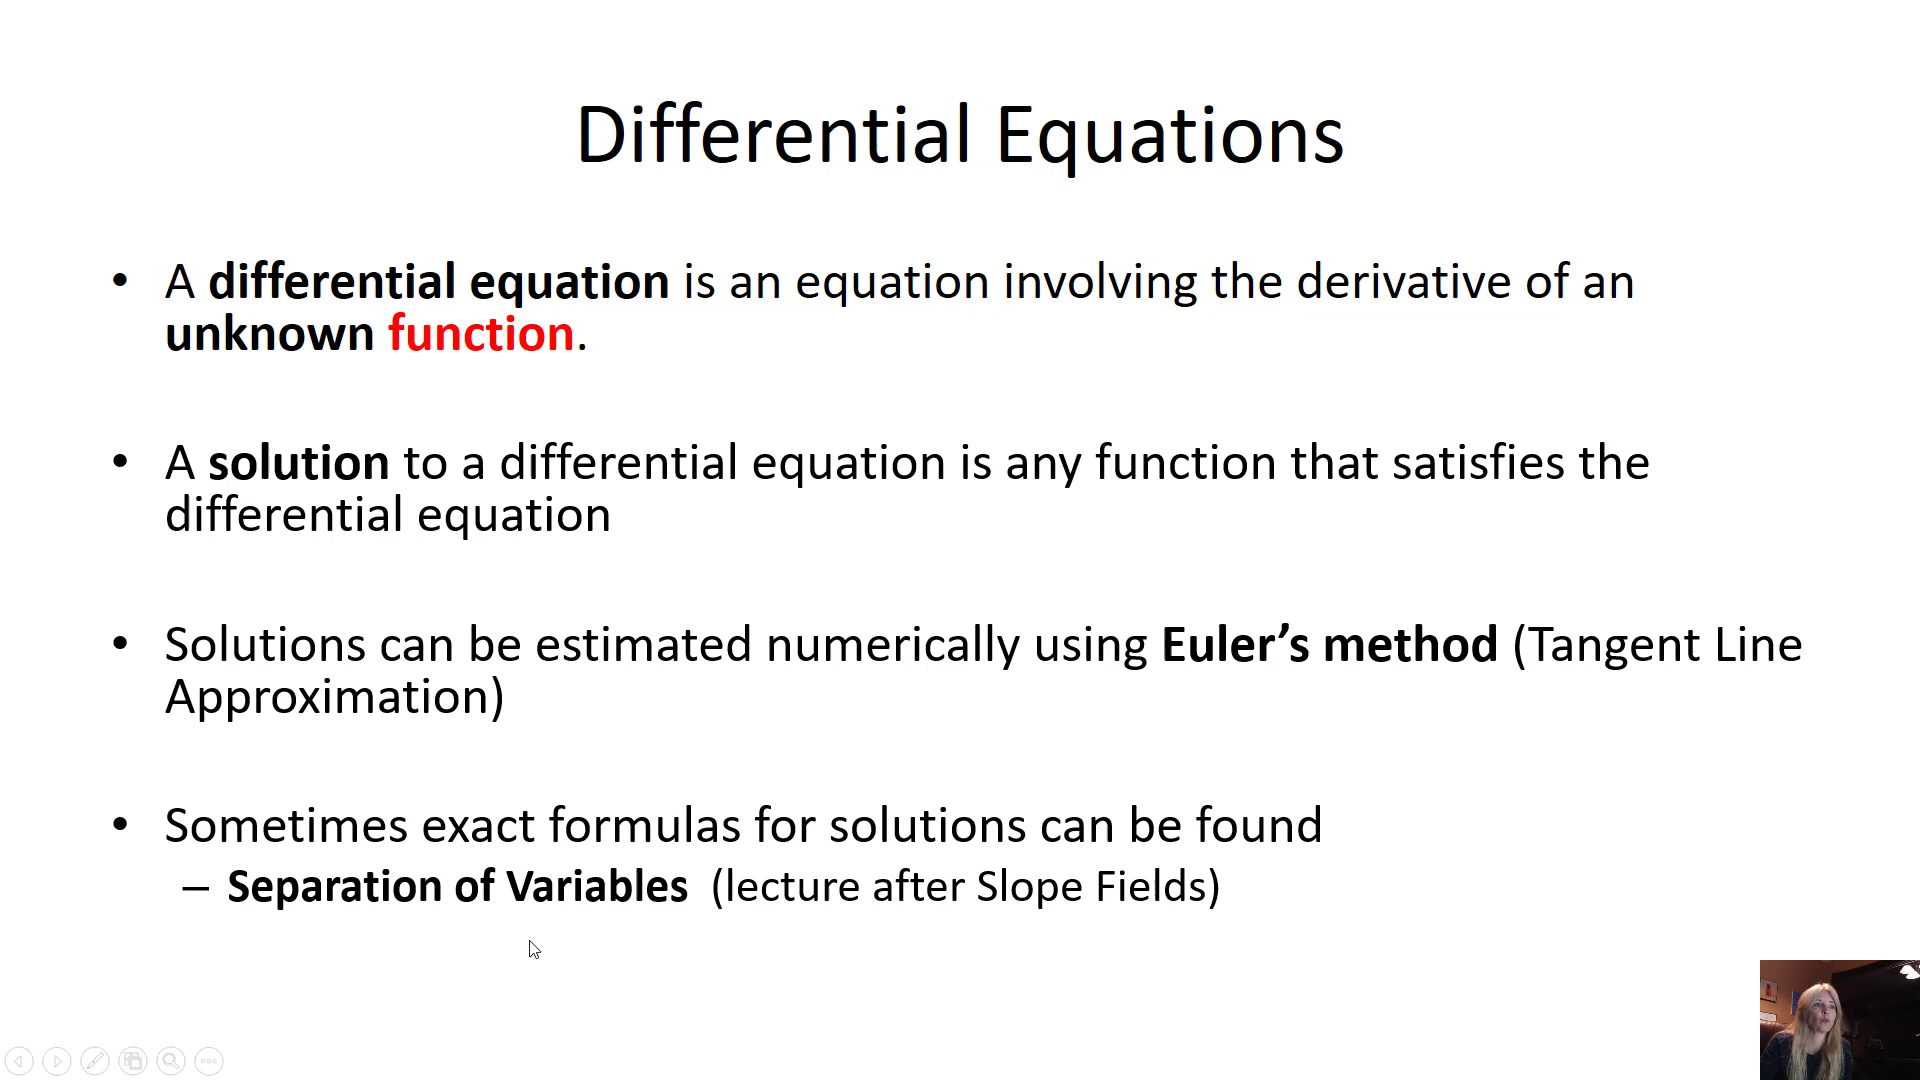 Differential Equations
• A differential equation is an equation involving the derivative of an
unknown function.
• A solution to a differential equation is any function that satisfies the
differential equation
• Solutions can be estimated numerically using Euler’s method (Tangent Line
Approximation)
• Sometimes exact formulas for solutions can be found
– Separation of Variables (lecture after Slope Fields)